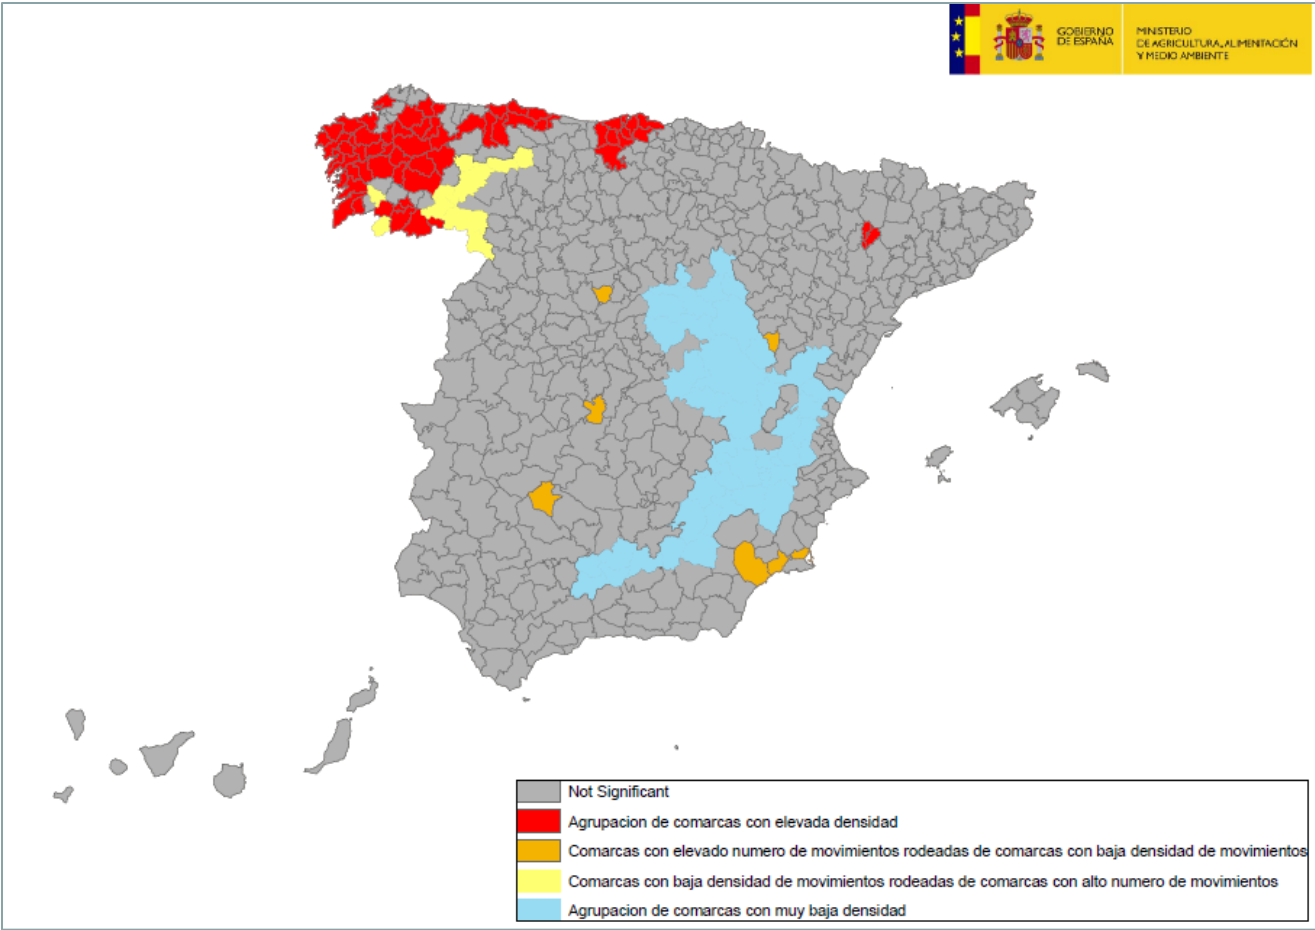 GOBIERNO
DE ESPAÑA
MINISTERIO
DE AGRICULTURA, ALIMENTACIÓN
Y MEDIO AMBIENTE
Not Significant
Agrupacion de comarcas con elevada densidad
Comarcas con elevado numero de movimientos rodeadas de comarcas con baja densidad de movimientos
Comarcas con baja densidad de movimientos rodeadas de comarcas con alto numero de movimientos
Agrupacion de comarcas con muy baja densidad